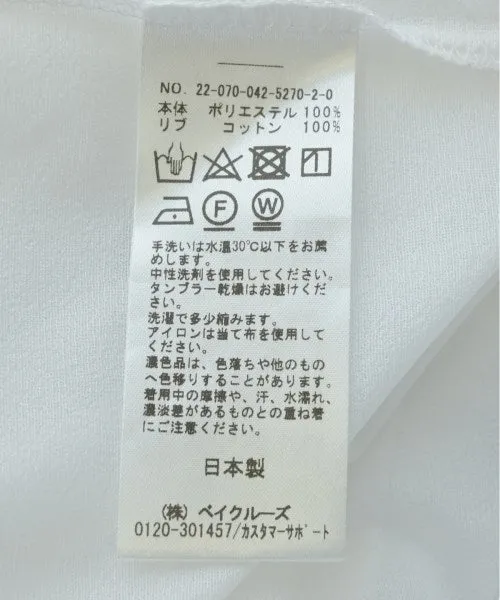 NO. 22-070-042-5270-2-0
本体 ポリエステル 100%
リブ コットン 100%
F W
手洗いは水温30℃以下をお薦
めします。
中性洗剤を使用してください。
タンブラー乾燥はお避けくだ
さい。
洗濯で多少縮みます。
アイロンは当て布を使用して
ください。
濃色品は、色落ちや他のもの
へ色移りすることがあります。
着用中の摩擦や、汗、水濡れ、
濃淡差があるものとの重ね着
にご注意ください。
日本製
(株) ベイクルーズ
0120-301457/カスタマーサポート